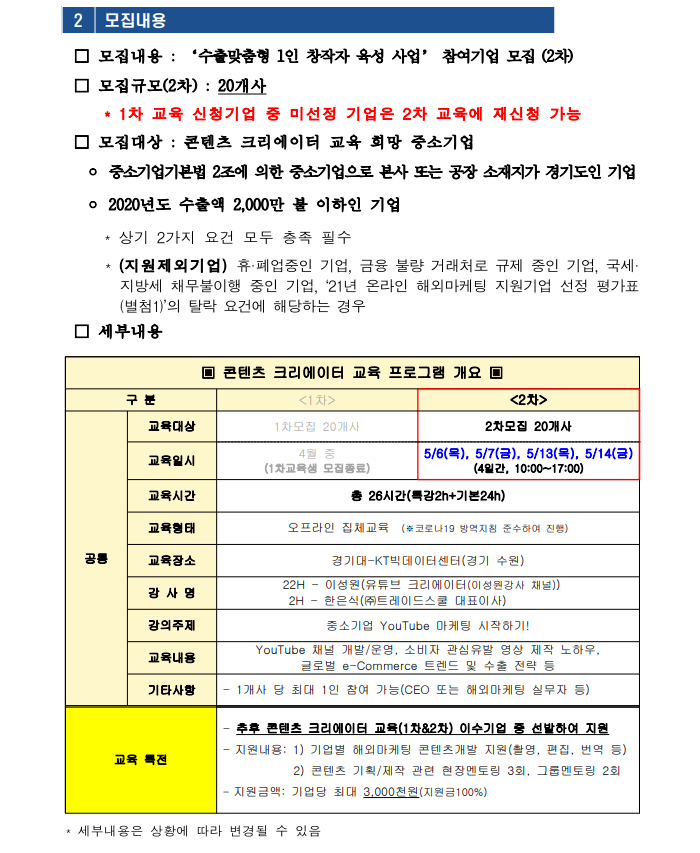 2 모집내용
□ 모집내용 : ‘수출맞춤형 1인 창작자 육성 사업’ 참여기업 모집 (2차)
□ 모집규모(2차) : 20개사
* 1차 교육 신청기업 중 미선정 기업은 2차 교육에 재신청 가능
□ 모집대상 : 콘텐츠 크리에이터 교육 희망 중소기업
○ 중소기업기본법 2조에 의한 중소기업으로 본사 또는 공장 소재지가 경기도인 기업
○ 2020년도 수출액 2,000만 불 이하인 기업
* 상기 2가지 요건 모두 충족 필수
* (지원제외기업) 휴·폐업중인 기업, 금융 불량 거래처로 규제 중인 기업, 국세·
지방세 채무불이행 중인 기업, ‘21년 온라인 해외마케팅 지원기업 선정 평가표
(별첨1)’의 탈락 요건에 해당하는 경우
□ 세부내용
▣ 콘텐츠 크리에이터 교육 프로그램 개요 ▣
구 분 <1차> <2차>
공통
교육대상 1차모집 20개사 2차모집 20개사
교육일시 4월 중 5/6(목), 5/7(금), 5/13(목), 5/14(금)
(1차교육생 모집종료) (4일간, 10:00~17:00)
교육시간 총 26시간(특강2h+기본24h)
교육형태 오프라인 집체교육 (※코로나19 방역지침 준수하여 진행)
교육장소 경기대-KT빅데이터센터(경기 수원)
강 사 명 22H - 이성원(유튜브 크리에이터(이성원강사 채널))
2H - 한은식(㈜트레이드스쿨 대표이사)
강의주제 중소기업 YouTube 마케팅 시작하기!
교육내용 YouTube 채널 개발/운영, 소비자 관심유발 영상 제작 노하우,
글로벌 e-Commerce 트렌드 및 수출 전략 등
기타사항 - 1개사 당 최대 1인 참여 가능(CEO 또는 해외마케팅 실무자 등)
교육 특전
- 추후 콘텐츠 크리에이터 교육(1차&2차) 이수기업 중 선발하여 지원
- 지원내용: 1) 기업별 해외마케팅 콘텐츠개발 지원(촬영, 편집, 번역 등)
2) 콘텐츠 기획/제작 관련 현장멘토링 3회, 그룹멘토링 2회
- 지원금액: 기업당 최대 3,000천원(지원금100%)
* 세부내용은 상황에 따라 변경될 수 있음